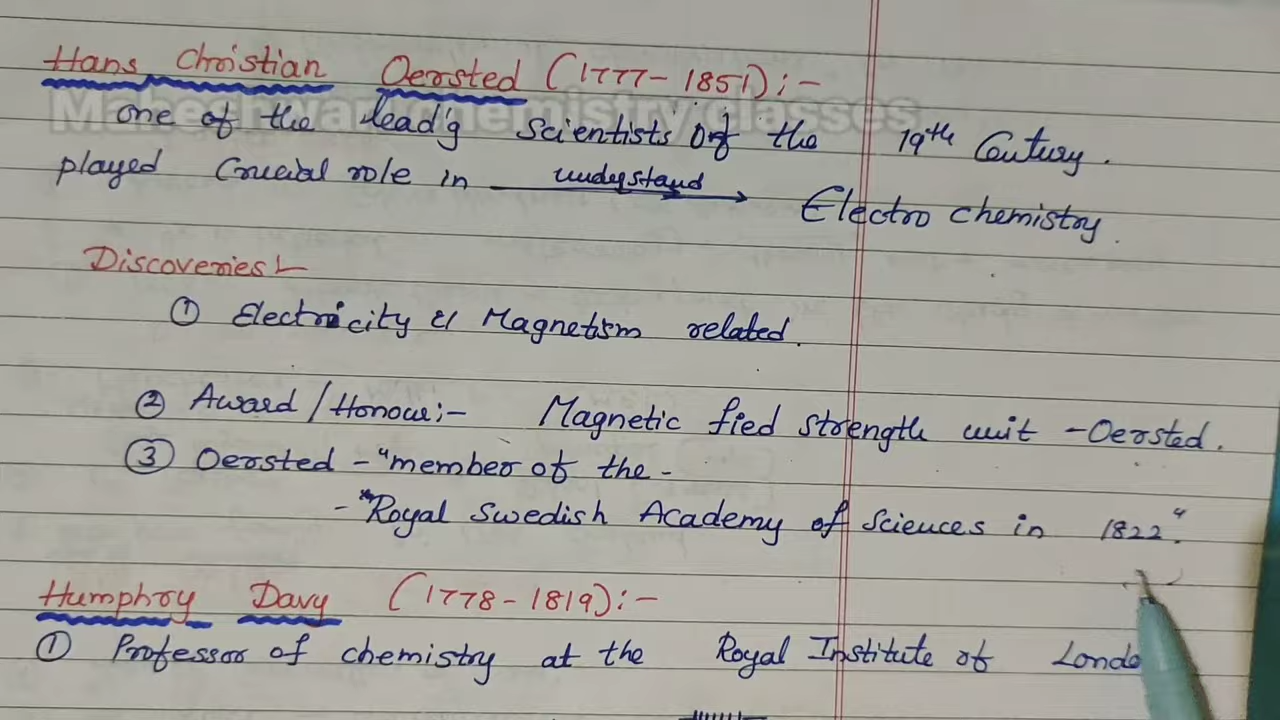 Hans Christian Oersted (1777-1851):-
Maheshwari chemistry classes
one of the lead'g scientists of the 19th Century.
played Crucial role in understand → Electro chemistry.
Discoveries:-
① Electricity & Magnetism related.
② Award/Honour:- Magnetic fied strength unit - Oersted.
③ Oersted - "member of the -
- "Royal Swedish Academy of Sciences in 1822".
Humphry Davy (1778-1819):-
① Professor of chemistry at the Royal Institute of Londo